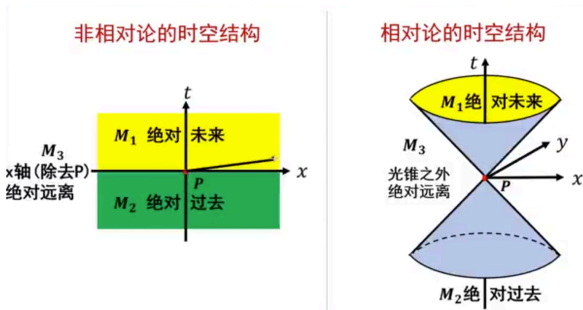 非相对论的时空结构
t
M₁ 绝对 未来
M₃
x轴(除去P)
绝对远离
x
P
M₂ 绝对 过去
相对论的时空结构
t
M₁绝 对未来
y
M₃
光锥之外
绝对远离
x
P
M₂绝 对过去